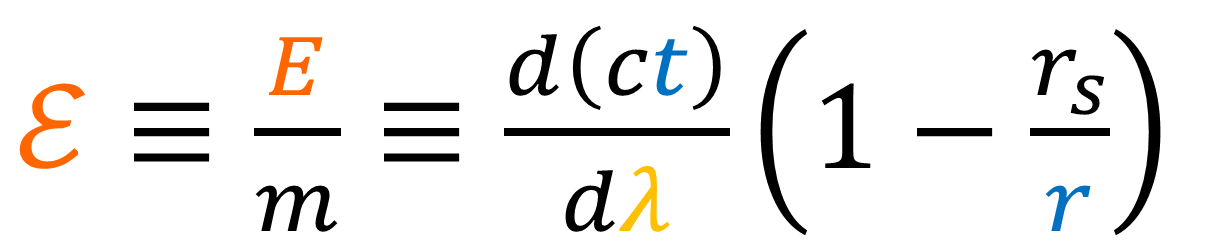 ℰ ≡ E/m ≡ d(ct)/dλ (1 − r_s/r)